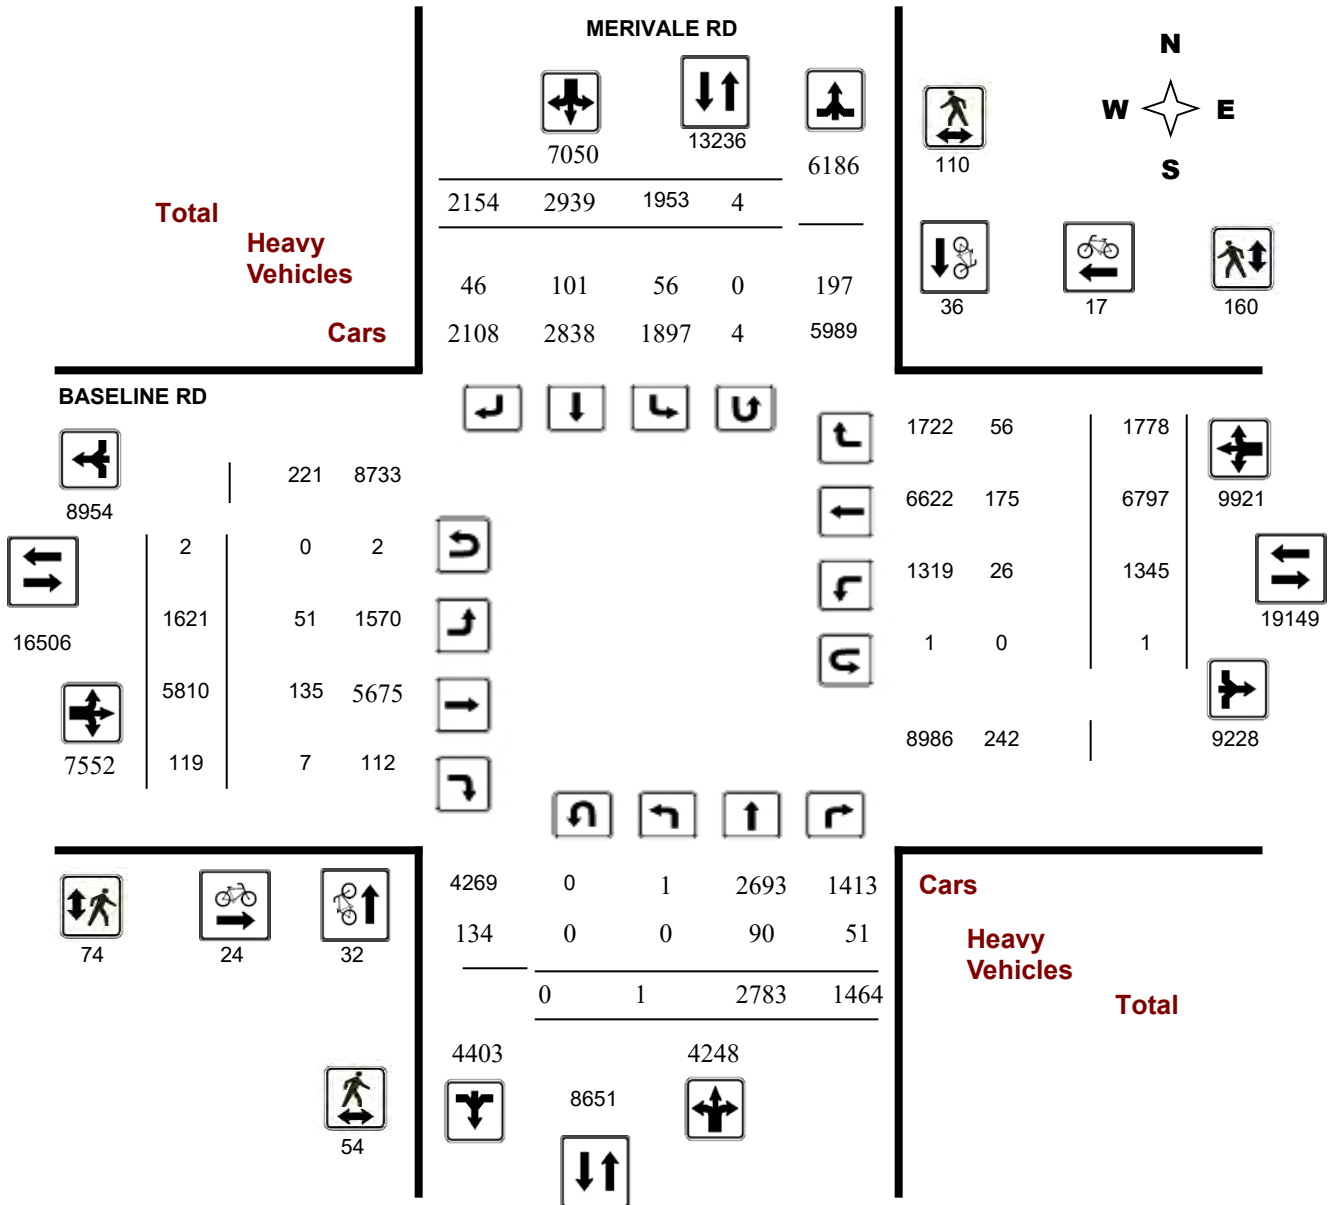 MERIVALE RD
N
W E
S
7050
13236
6186
110
2154 2939 1953 4
Total
Heavy
Vehicles
46 101 56 0 197
36 17 160
Cars
2108 2838 1897 4 5989
BASELINE RD
1722 56 1778
221 8733
8954
6622 175 6797
9921
2 0 2
1319 26 1345
19149
1621 51 1570
16506
1 0 1
5810 135 5675
8986 242
9228
7552
119 7 112
4269 0 1 2693 1413
Cars
134 0 0 90 51
Heavy
Vehicles
74 24 32
0 1 2783 1464
Total
4403 4248
8651
54